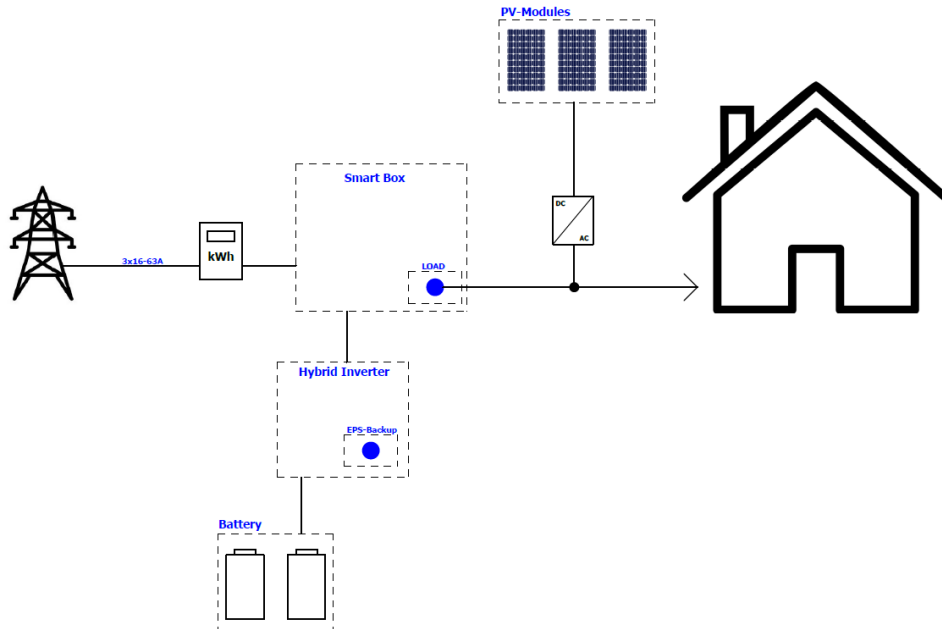 PV-Modules
Smart Box
DC
AC
kWh
3x16-63A
LOAD
Hybrid Inverter
EPS-Backup
Battery